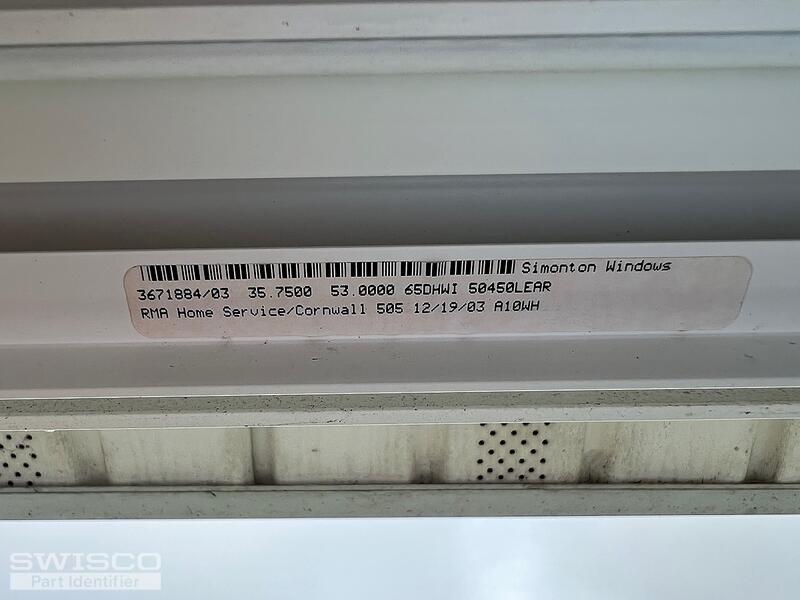 Simonton Windows
3671884/03 35.7500 53.0000 65DHWI 50450LEAR
RMA Home Service/Cornwall 505 12/19/03 A10WH
SWISCO
Part Identifier